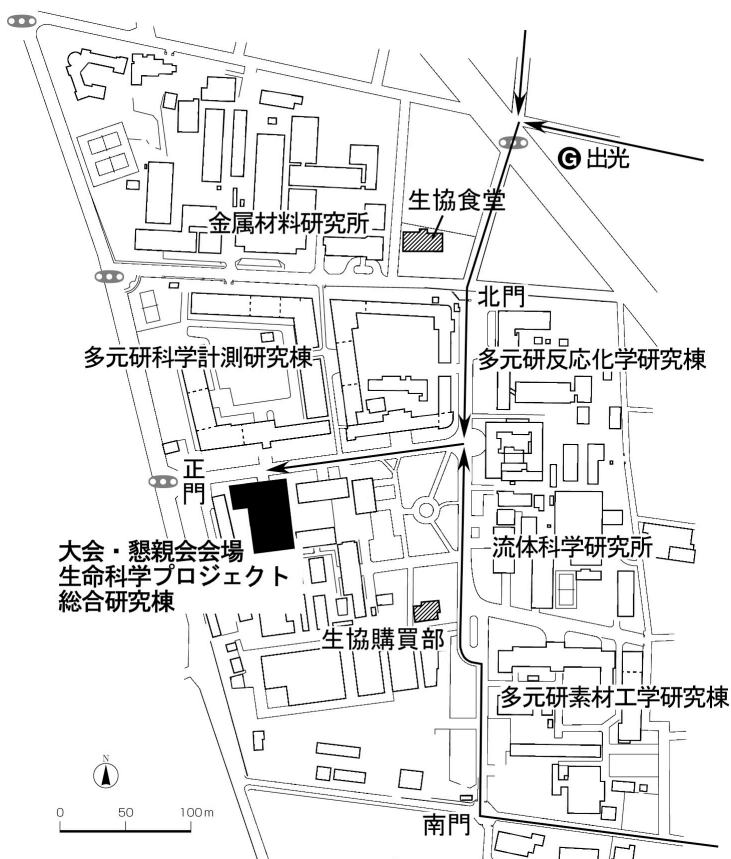 G 出光
生協食堂
金属材料研究所
北門
多元研科学計測研究棟
多元研反応化学研究棟
正門
大会・懇親会会場
生命科学プロジェクト
総合研究棟
流体科学研究所
生協購買部
多元研素材工学研究棟
N
0 50 100m
南門